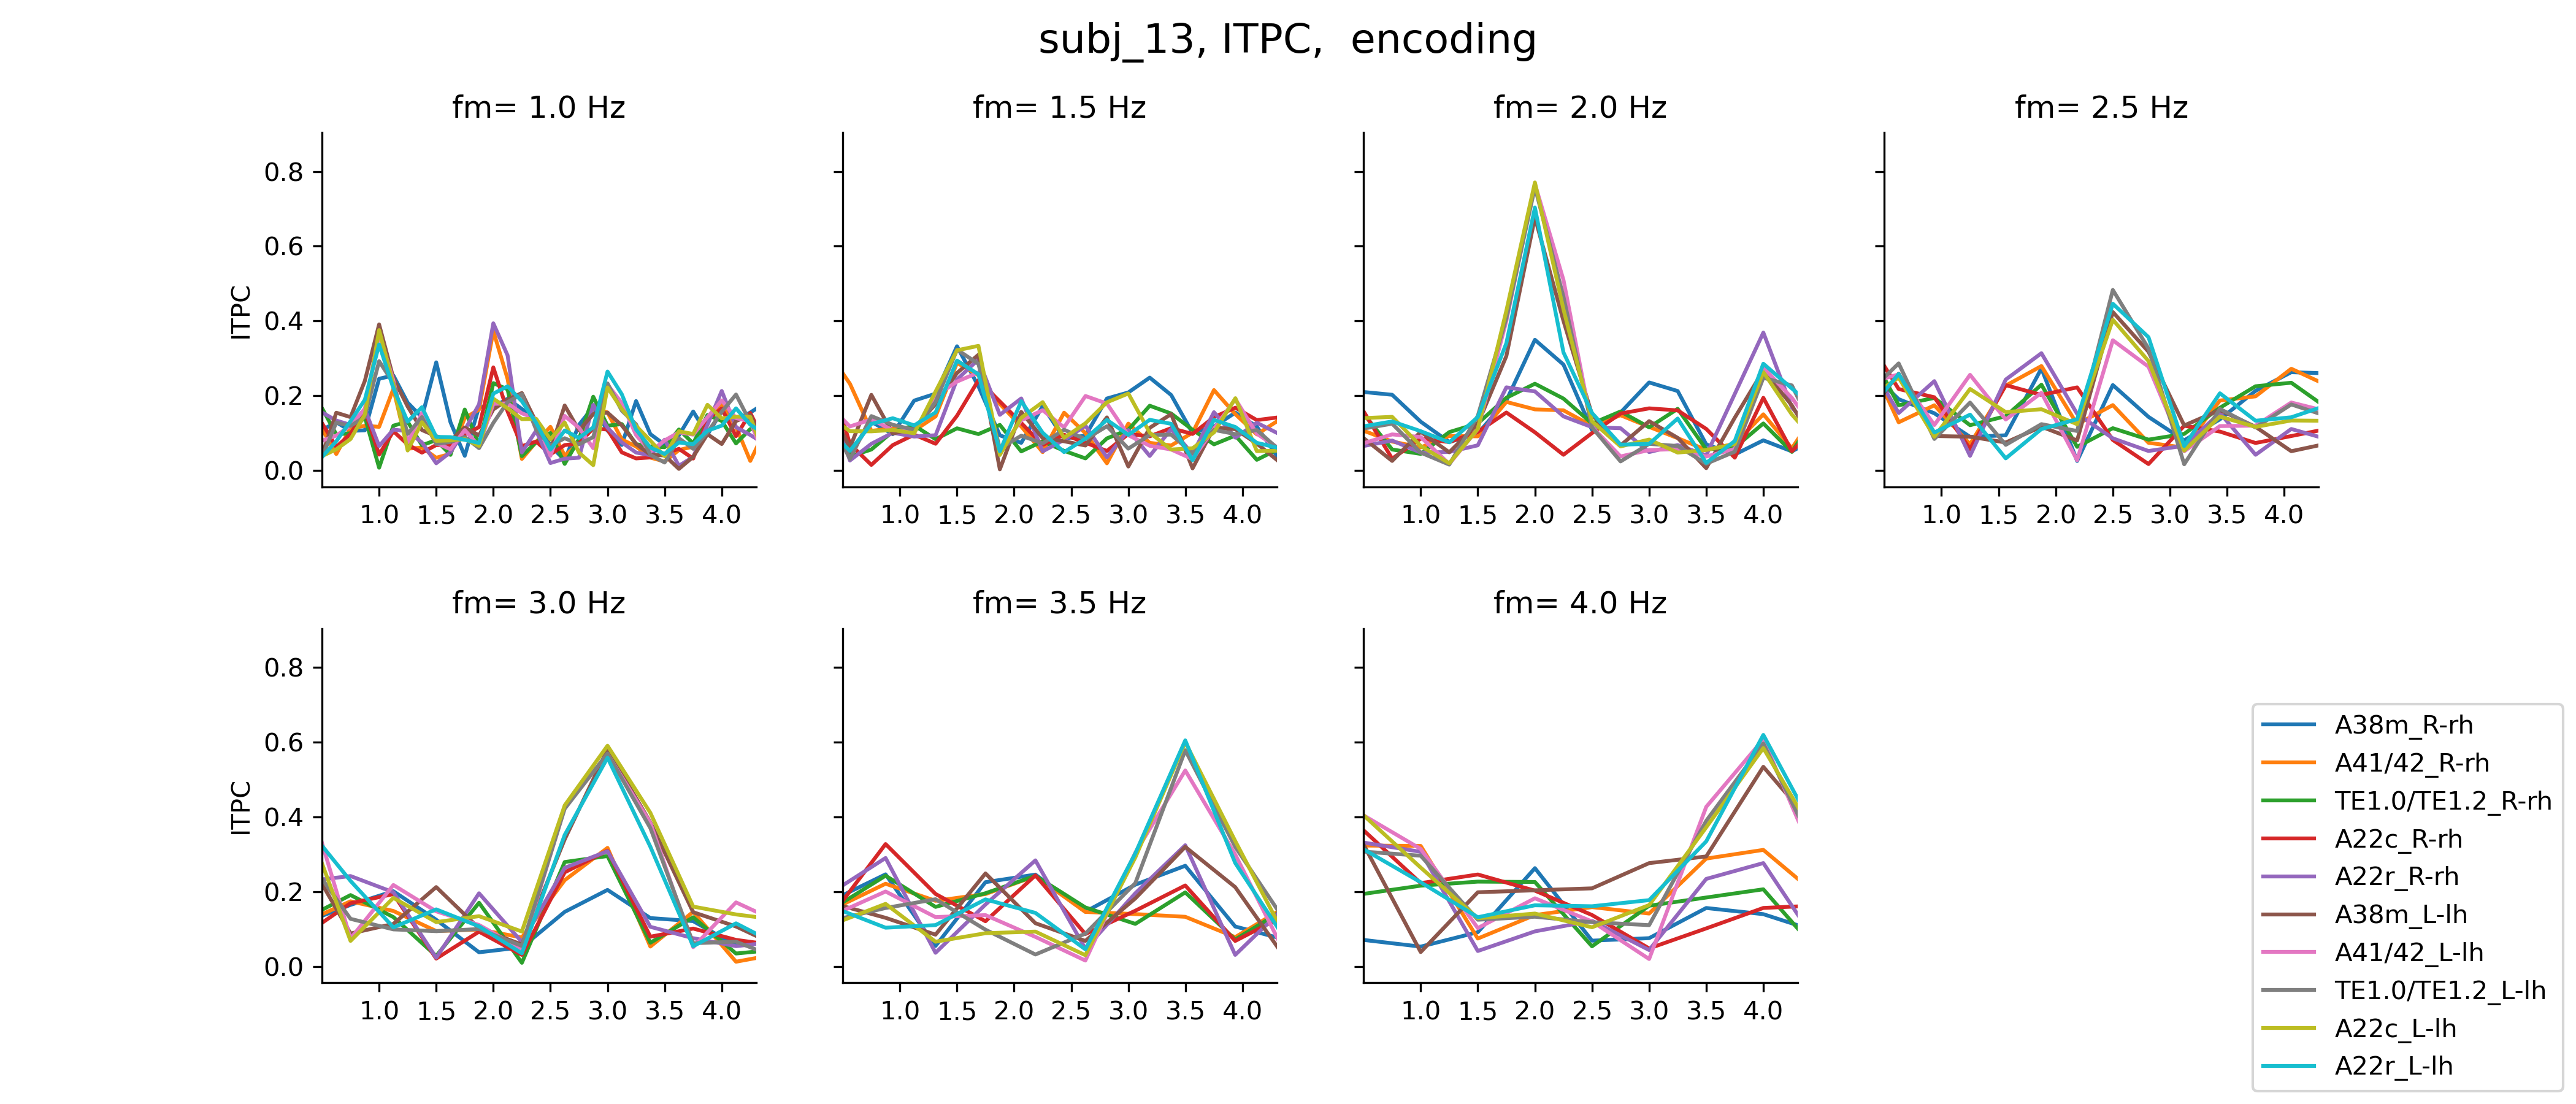 subj_13, ITPC,  encoding
fm= 1.0 Hz
fm= 1.5 Hz
fm= 2.0 Hz
fm= 2.5 Hz
ITPC
0.8
0.6
0.4
0.2
0.0
1.0 1.5 2.0 2.5 3.0 3.5 4.0
1.0 1.5 2.0 2.5 3.0 3.5 4.0
1.0 1.5 2.0 2.5 3.0 3.5 4.0
1.0 1.5 2.0 2.5 3.0 3.5 4.0
fm= 3.0 Hz
fm= 3.5 Hz
fm= 4.0 Hz
ITPC
0.8
0.6
0.4
0.2
0.0
1.0 1.5 2.0 2.5 3.0 3.5 4.0
1.0 1.5 2.0 2.5 3.0 3.5 4.0
1.0 1.5 2.0 2.5 3.0 3.5 4.0
A38m_R-rh
A41/42_R-rh
TE1.0/TE1.2_R-rh
A22c_R-rh
A22r_R-rh
A38m_L-lh
A41/42_L-lh
TE1.0/TE1.2_L-lh
A22c_L-lh
A22r_L-lh